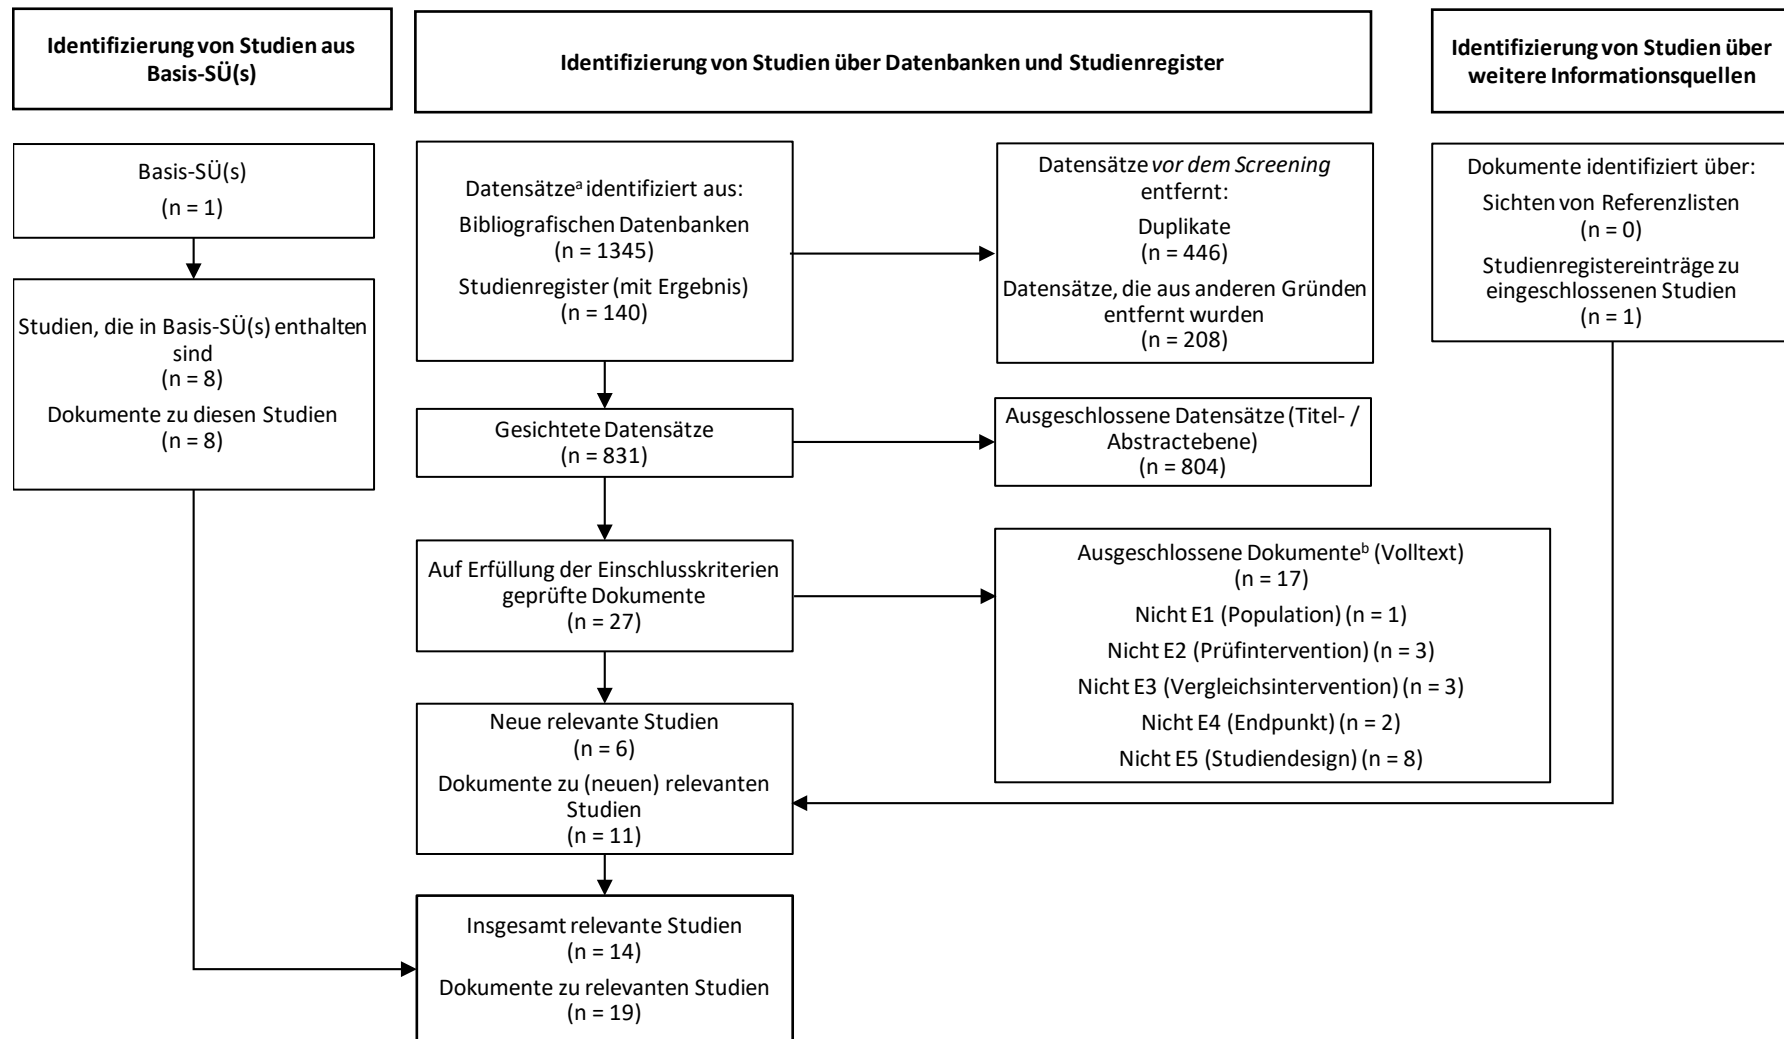 Identifizierung von Studien aus
Basis-SÜ(s)
Identifizierung von Studien über Datenbanken und Studienregister
Identifizierung von Studien über
weitere Informationsquellen
Basis-SÜ(s)
(n = 1)
Studien, die in Basis-SÜ(s) enthalten
sind
(n = 8)
Dokumente zu diesen Studien
(n = 8)
Datensätzeᵃ identifiziert aus:
Bibliografischen Datenbanken
(n = 1345)
Studienregister (mit Ergebnis)
(n = 140)
Datensätze vor dem Screening
entfernt:
Duplikate
(n = 446)
Datensätze, die aus anderen Gründen
entfernt wurden
(n = 208)
Dokumente identifiziert über:
Sichten von Referenzlisten
(n = 0)
Studienregistereinträge zu
eingeschlossenen Studien
(n = 1)
Gesichtete Datensätze
(n = 831)
Ausgeschlossene Datensätze (Titel- /
Abstractebene)
(n = 804)
Auf Erfüllung der Einschlusskriterien
geprüfte Dokumente
(n = 27)
Ausgeschlossene Dokumenteᵇ (Volltext)
(n = 17)
Nicht E1 (Population) (n = 1)
Nicht E2 (Prüfintervention) (n = 3)
Nicht E3 (Vergleichsintervention) (n = 3)
Nicht E4 (Endpunkt) (n = 2)
Nicht E5 (Studiendesign) (n = 8)
Neue relevante Studien
(n = 6)
Dokumente zu (neuen) relevanten
Studien
(n = 11)
Insgesamt relevante Studien
(n = 14)
Dokumente zu relevanten Studien
(n = 19)